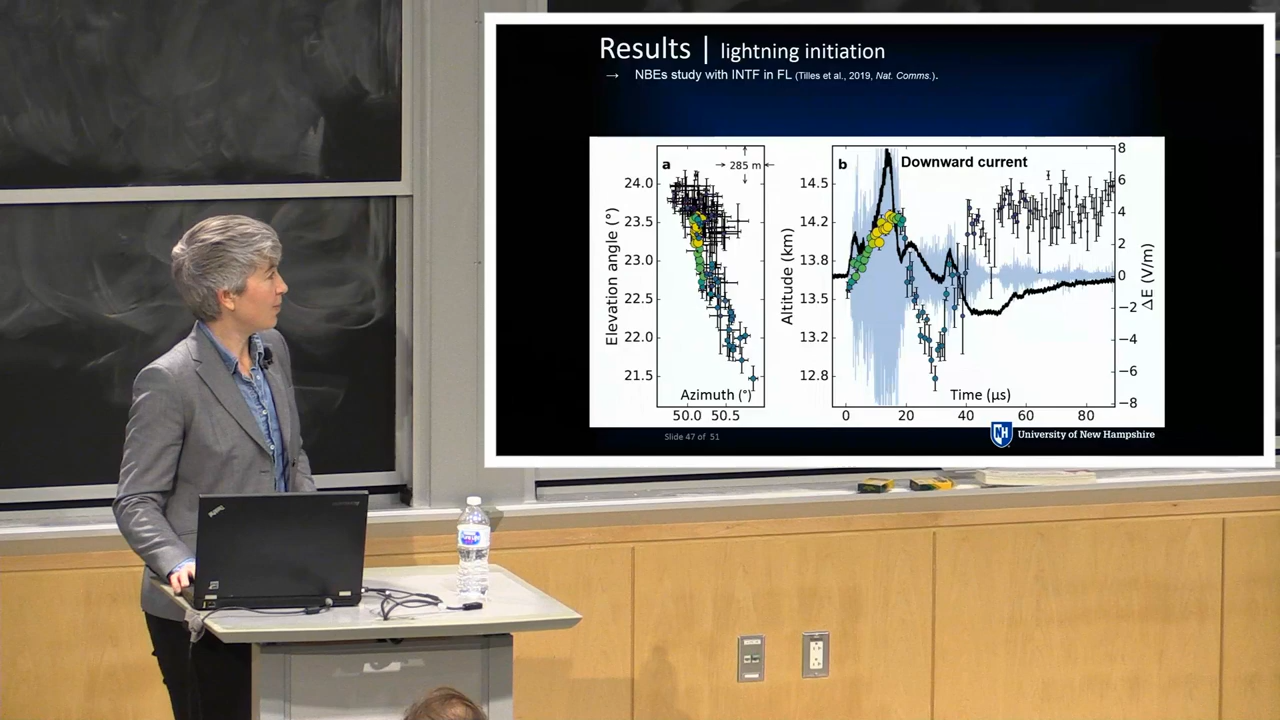 Results | lightning initiation
→ NBEs study with INTF in FL (Tilles et al., 2019, Nat. Comms.).
a
→ 285 m ←
24.0
23.5
23.0
22.5
22.0
21.5
Elevation angle (°)
Azimuth (°)
50.0 50.5
b
Downward current
14.5
14.2
13.8
13.5
13.2
12.8
Altitude (km)
Time (μs)
0 20 40 60 80
8
6
4
2
0
−2
−4
−6
−8
ΔE (V/m)
Slide 47 of 51
NH
University of New Hampshire
ThinkPad